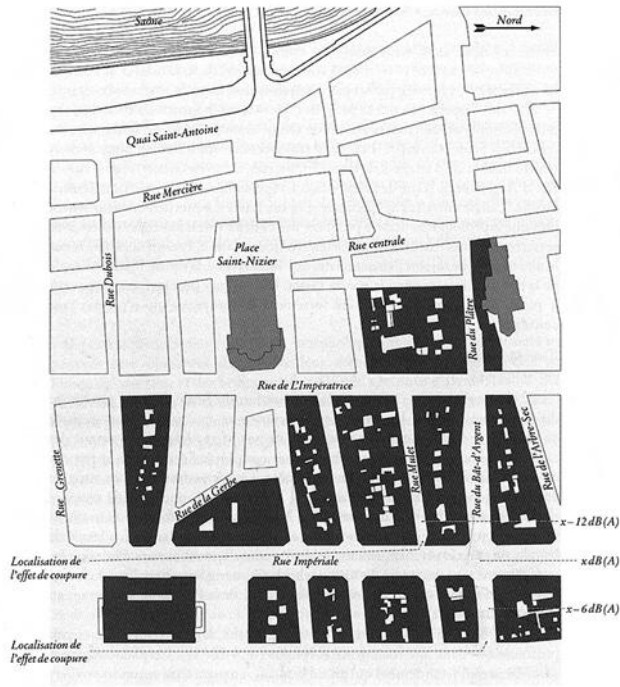 Saône
Nord
Quai Saint-Antoine
Rue Mercière
Place
Saint-Nizier
Rue centrale
Rue Dubois
Rue du Plâtre
Rue de L'Impératrice
Rue Grenette
Rue de la Gerbe
Rue Mulet
Rue du Bât-d'Argent
Rue de l'Arbre-Sec
x–12 dB(A)
Localisation de
l'effet de coupure
Rue Impériale
x dB(A)
x–6 dB(A)
Localisation de
l'effet de coupure